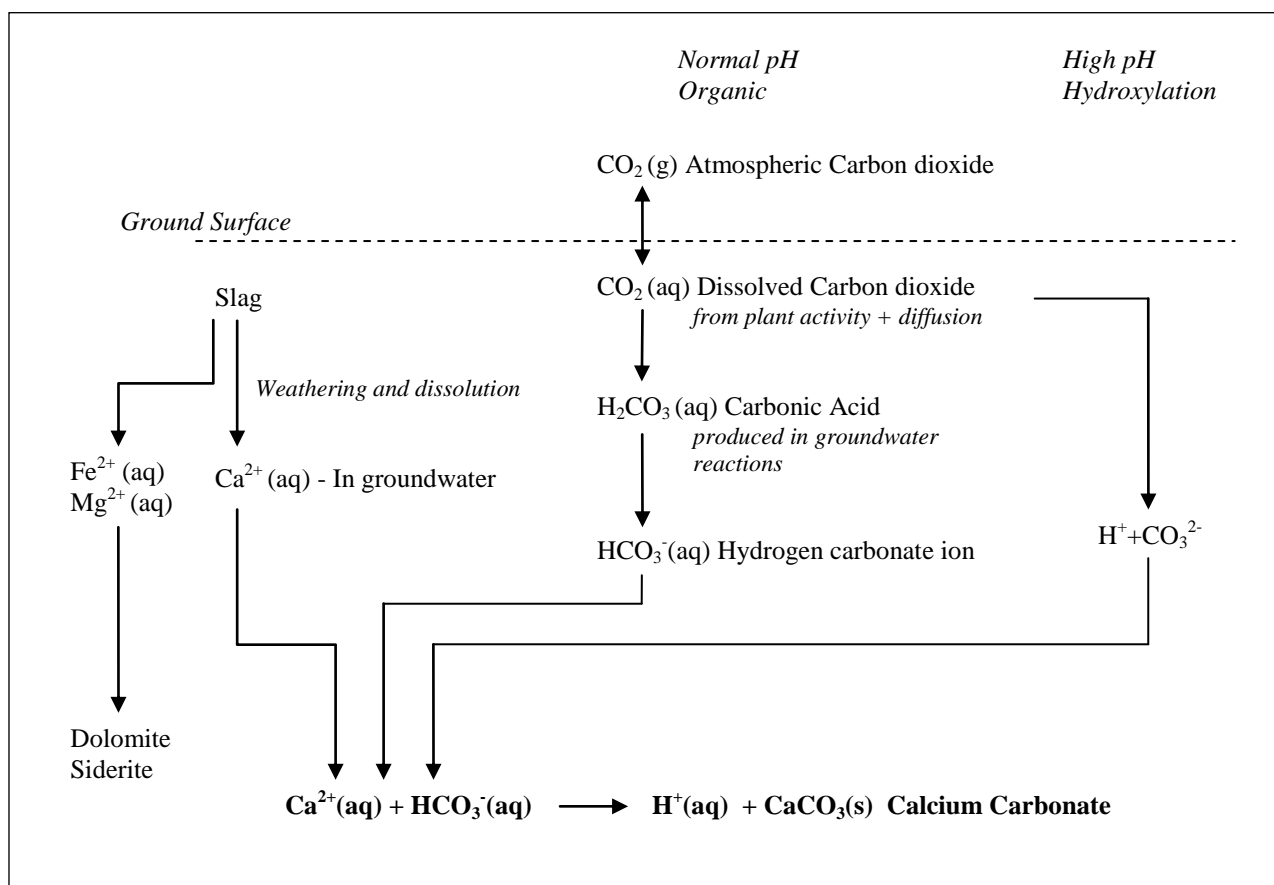 Normal pH
Organic
High pH
Hydroxylation
CO₂ (g) Atmospheric Carbon dioxide
Ground Surface
CO₂ (aq) Dissolved Carbon dioxide
from plant activity + diffusion
Slag
Weathering and dissolution
H₂CO₃ (aq) Carbonic Acid
produced in groundwater
reactions
Fe²⁺ (aq)
Mg²⁺ (aq)
Ca²⁺ (aq) - In groundwater
HCO₃⁻(aq) Hydrogen carbonate ion
H⁺+CO₃²⁻
Dolomite
Siderite
Ca²⁺(aq) + HCO₃⁻(aq) → H⁺(aq) + CaCO₃(s) Calcium Carbonate